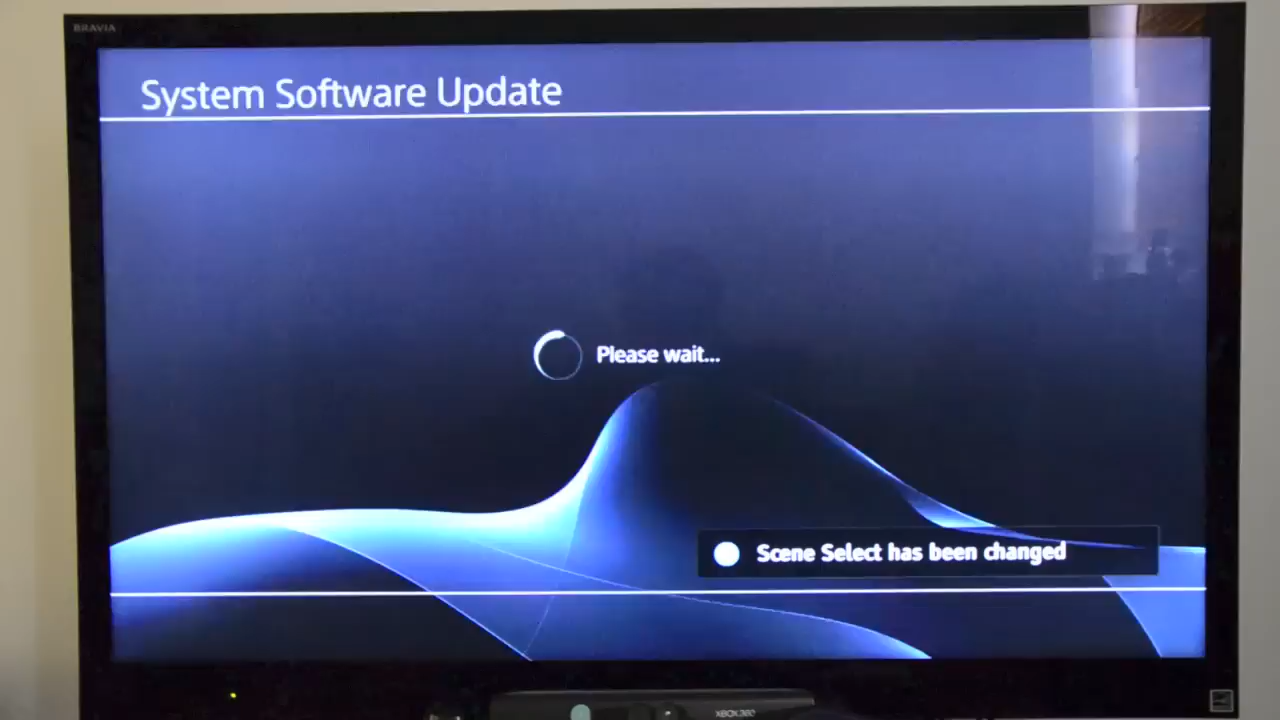 BRAVIA
System Software Update
Please wait...
Scene Select has been changed
XBOX 360